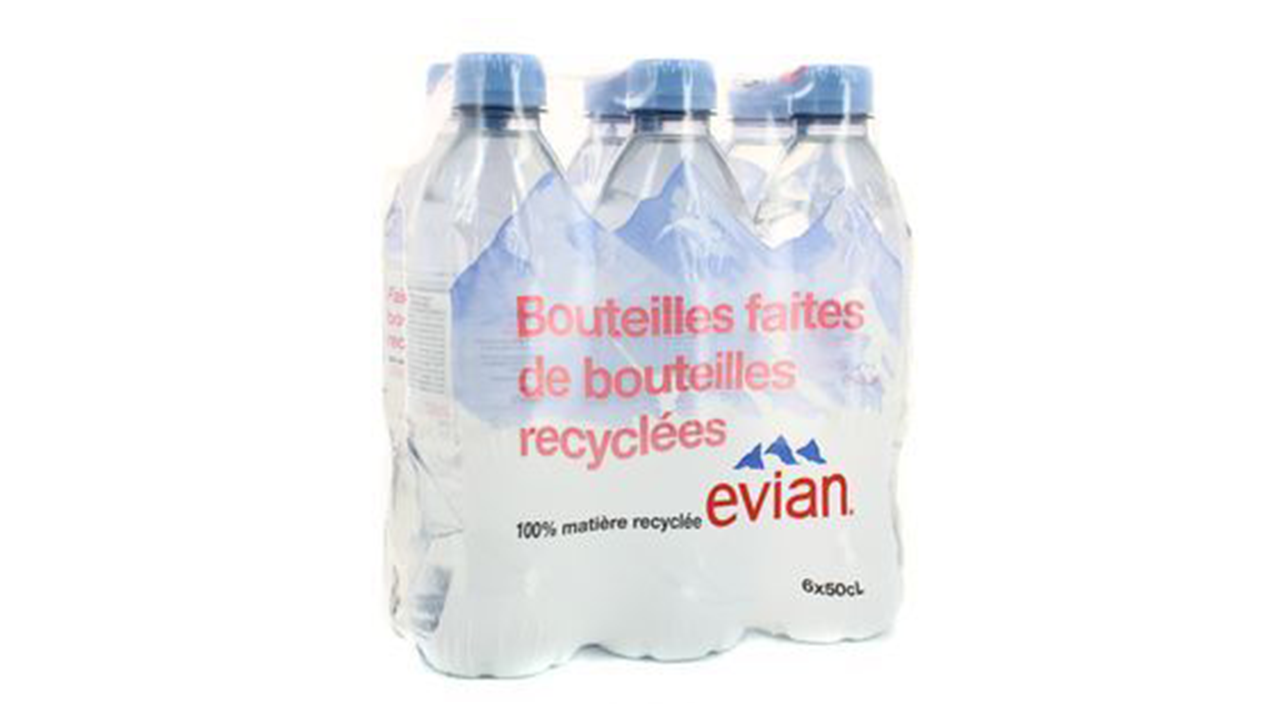 Bouteilles faites
de bouteilles
recyclées
100% matière recyclée
evian.
6x50cL